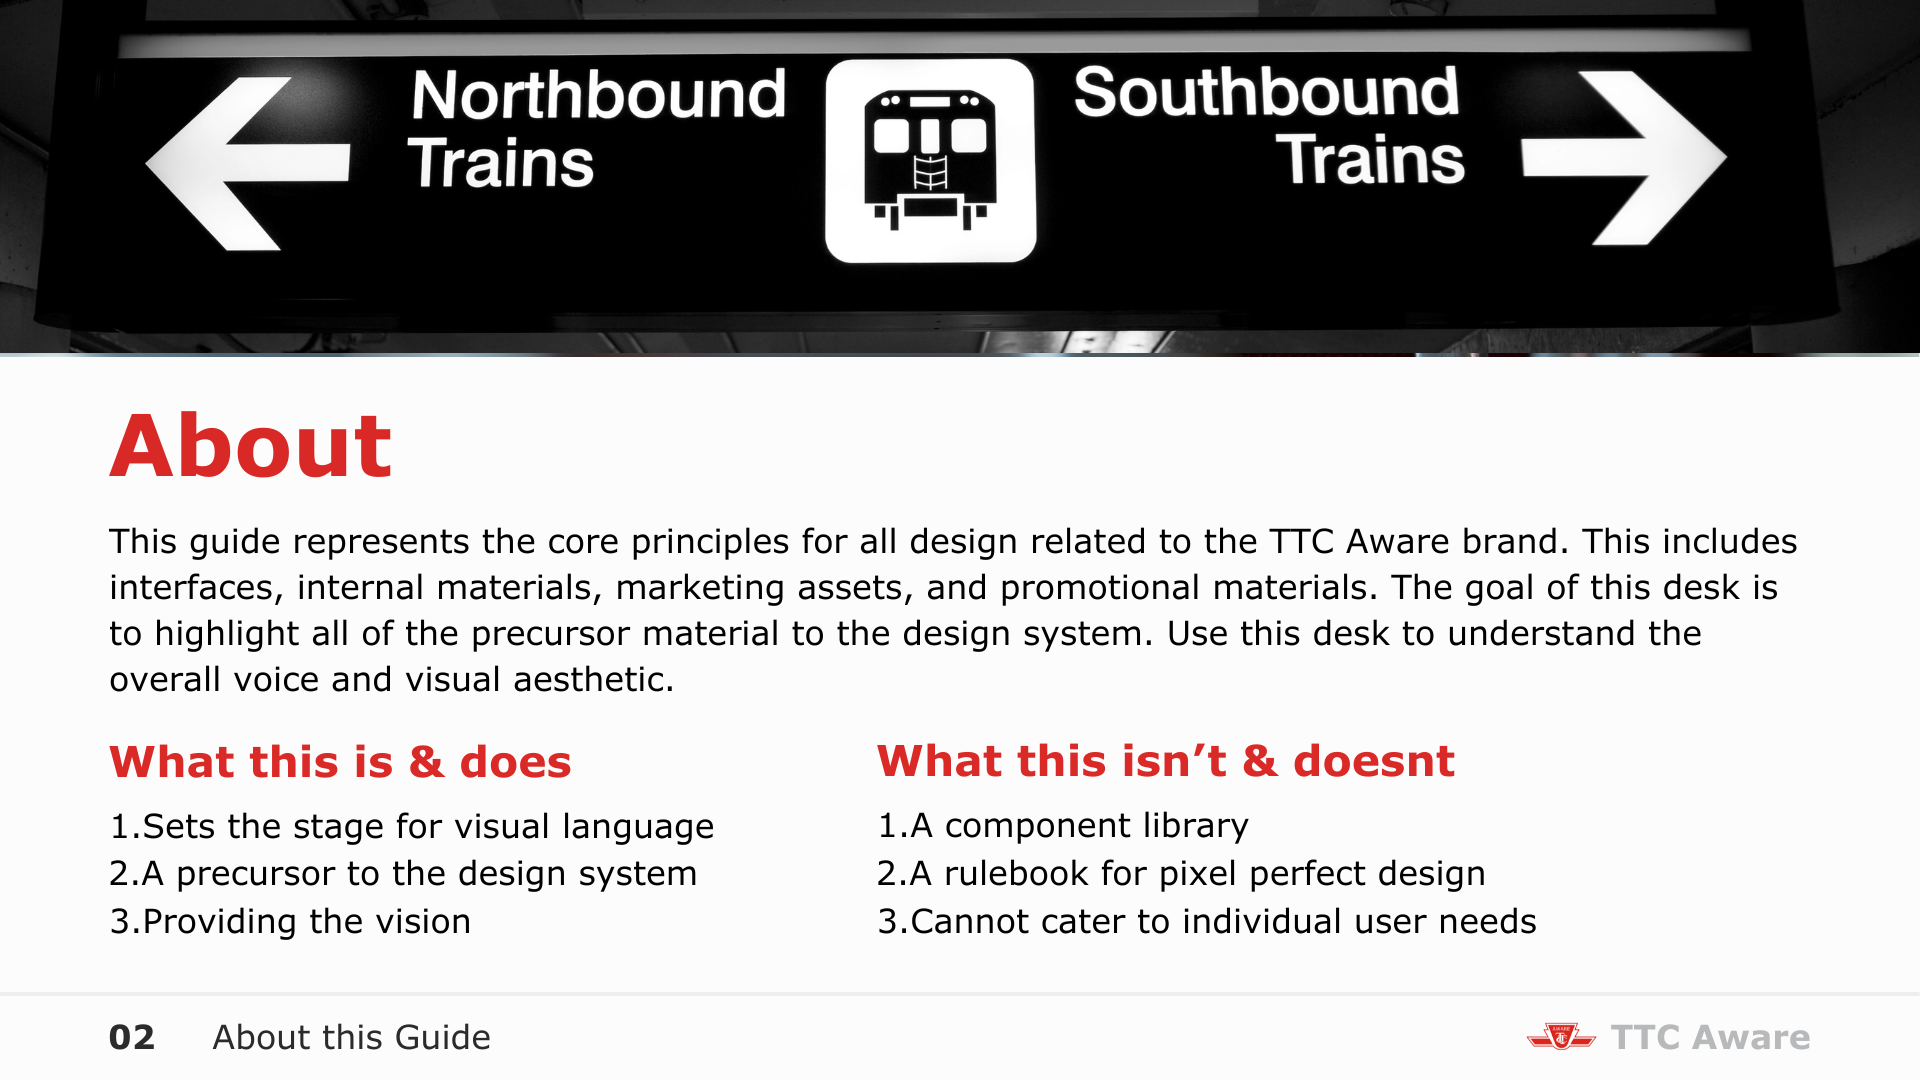 Northbound
Trains
Southbound
Trains
About
This guide represents the core principles for all design related to the TTC Aware brand. This includes
interfaces, internal materials, marketing assets, and promotional materials. The goal of this desk is
to highlight all of the precursor material to the design system. Use this desk to understand the
overall voice and visual aesthetic.
What this is & does
1.Sets the stage for visual language
2.A precursor to the design system
3.Providing the vision
What this isn’t & doesnt
1.A component library
2.A rulebook for pixel perfect design
3.Cannot cater to individual user needs
02 About this Guide
AWARE
TTC
TTC Aware